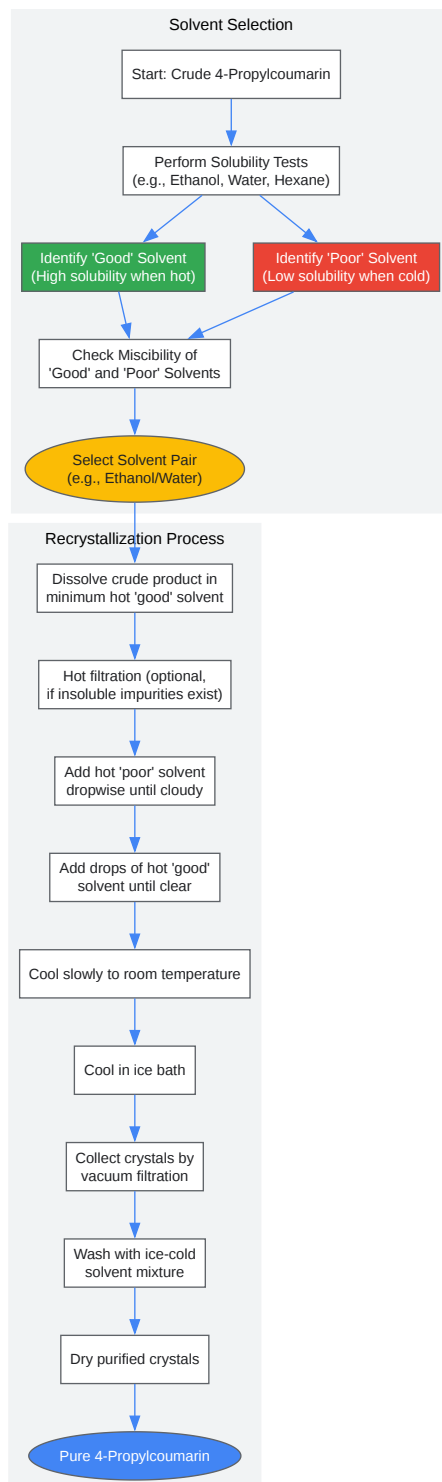 Solvent Selection
Start: Crude 4-Propylcoumarin
Perform Solubility Tests
(e.g., Ethanol, Water, Hexane)
Identify 'Good' Solvent
(High solubility when hot)
Identify 'Poor' Solvent
(Low solubility when cold)
Check Miscibility of
'Good' and 'Poor' Solvents
Select Solvent Pair
(e.g., Ethanol/Water)
Recrystallization Process
Dissolve crude product in
minimum hot 'good' solvent
Hot filtration (optional,
if insoluble impurities exist)
Add hot 'poor' solvent
dropwise until cloudy
Add drops of hot 'good'
solvent until clear
Cool slowly to room temperature
Cool in ice bath
Collect crystals by
vacuum filtration
Wash with ice-cold
solvent mixture
Dry purified crystals
Pure 4-Propylcoumarin